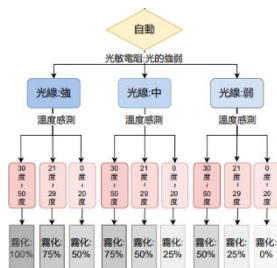 自動
光敏電阻:光的強弱
光線:強
光線:中
光線:弱
溫度感測
溫度感測
溫度感測
30度~50度
21度~29度
0度~20度
30度~50度
21度~29度
0度~20度
30度~50度
21度~29度
0度~20度
霧化:
100%
霧化:
75%
霧化:
50%
霧化:
75%
霧化:
50%
霧化:
25%
霧化:
50%
霧化:
25%
霧化:
0%